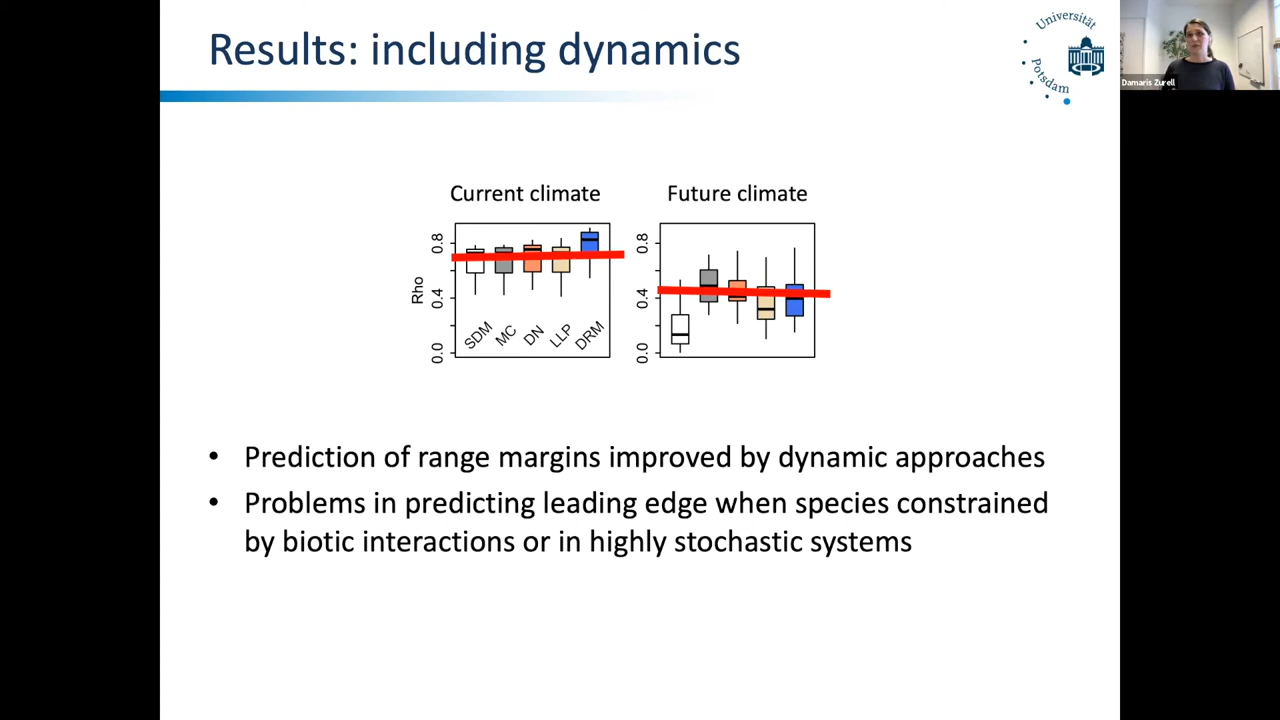 Results: including dynamics
Universität
Potsdam
Damaris Zurell
Current climate
Future climate
Rho
0.8
0.4
0.0
SDM
MC
DN
LLP
DRM
0.8
0.4
0.0
• Prediction of range margins improved by dynamic approaches
• Problems in predicting leading edge when species constrained
by biotic interactions or in highly stochastic systems